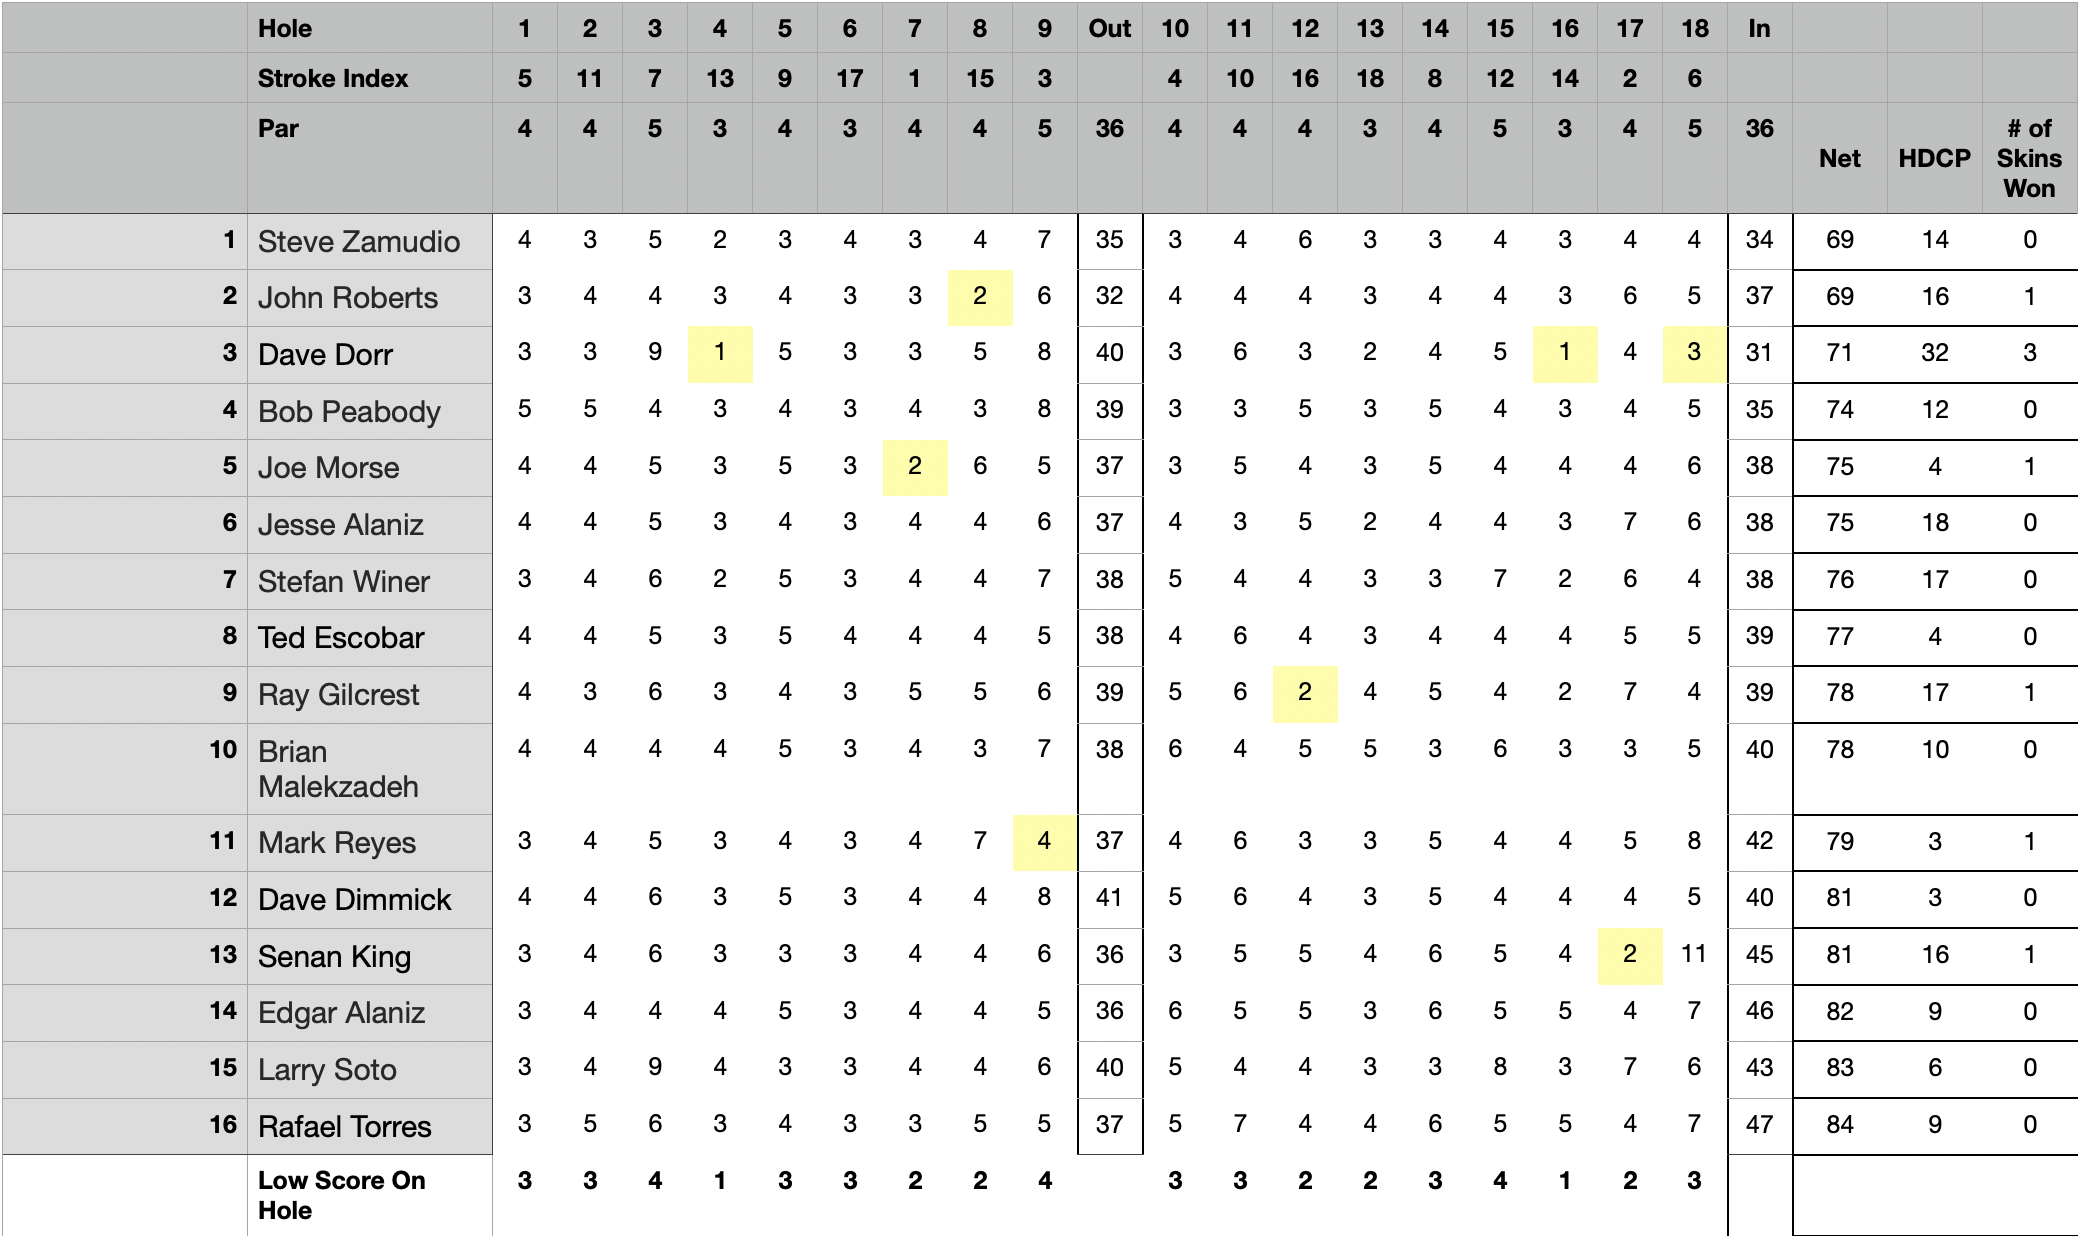 Hole 1 2 3 4 5 6 7 8 9 Out 10 11 12 13 14 15 16 17 18 In
Stroke Index 5 11 7 13 9 17 1 15 3 4 10 16 18 8 12 14 2 6
Par 4 4 5 3 4 3 4 4 5 36 4 4 4 3 4 5 3 4 5 36 Net HDCP # of Skins Won
1 Steve Zamudio 4 3 5 2 3 4 3 4 7 35 3 4 6 3 3 4 3 4 4 34 69 14 0
2 John Roberts 3 4 4 3 4 3 3 2 6 32 4 4 4 3 4 4 3 6 5 37 69 16 1
3 Dave Dorr 3 3 9 1 5 3 3 5 8 40 3 6 3 2 4 5 1 4 3 31 71 32 3
4 Bob Peabody 5 5 4 3 4 3 4 3 8 39 3 3 5 3 5 4 3 4 5 35 74 12 0
5 Joe Morse 4 4 5 3 5 3 2 6 5 37 3 5 4 3 5 4 4 4 6 38 75 4 1
6 Jesse Alaniz 4 4 5 3 4 3 4 4 6 37 4 3 5 2 4 4 3 7 6 38 75 18 0
7 Stefan Winer 3 4 6 2 5 3 4 4 7 38 5 4 4 3 3 7 2 6 4 38 76 17 0
8 Ted Escobar 4 4 5 3 5 4 4 4 5 38 4 6 4 3 4 4 4 5 5 39 77 4 0
9 Ray Gilcrest 4 3 6 3 4 3 5 5 6 39 5 6 2 4 5 4 2 7 4 39 78 17 1
10 Brian Malekzadeh 4 4 4 4 5 3 4 3 7 38 6 4 5 5 3 6 3 3 5 40 78 10 0
11 Mark Reyes 3 4 5 3 4 3 4 7 4 37 4 6 3 3 5 4 4 5 8 42 79 3 1
12 Dave Dimmick 4 4 6 3 5 3 4 4 8 41 5 6 4 3 5 4 4 4 5 40 81 3 0
13 Senan King 3 4 6 3 3 3 4 4 6 36 3 5 5 4 6 5 4 2 11 45 81 16 1
14 Edgar Alaniz 3 4 4 4 5 3 4 4 5 36 6 5 5 3 6 5 5 4 7 46 82 9 0
15 Larry Soto 3 4 9 4 3 3 4 4 6 40 5 4 4 3 3 8 3 7 6 43 83 6 0
16 Rafael Torres 3 5 6 3 4 3 3 5 5 37 5 7 4 4 6 5 5 4 7 47 84 9 0
Low Score On Hole 3 3 4 1 3 3 2 2 4 3 3 2 2 3 4 1 2 3